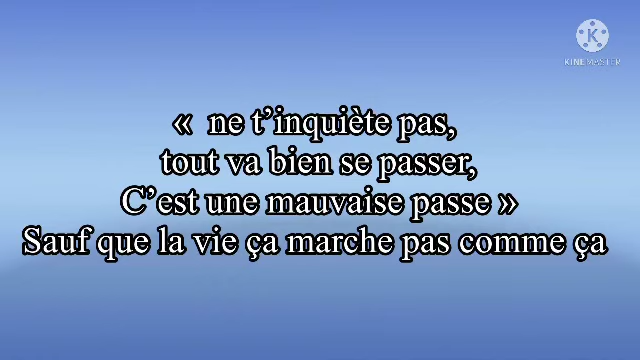 KINEMASTER
«  ne t’inquiète pas,
tout va bien se passer,
C’est une mauvaise passe »
Sauf que la vie ça marche pas comme ça